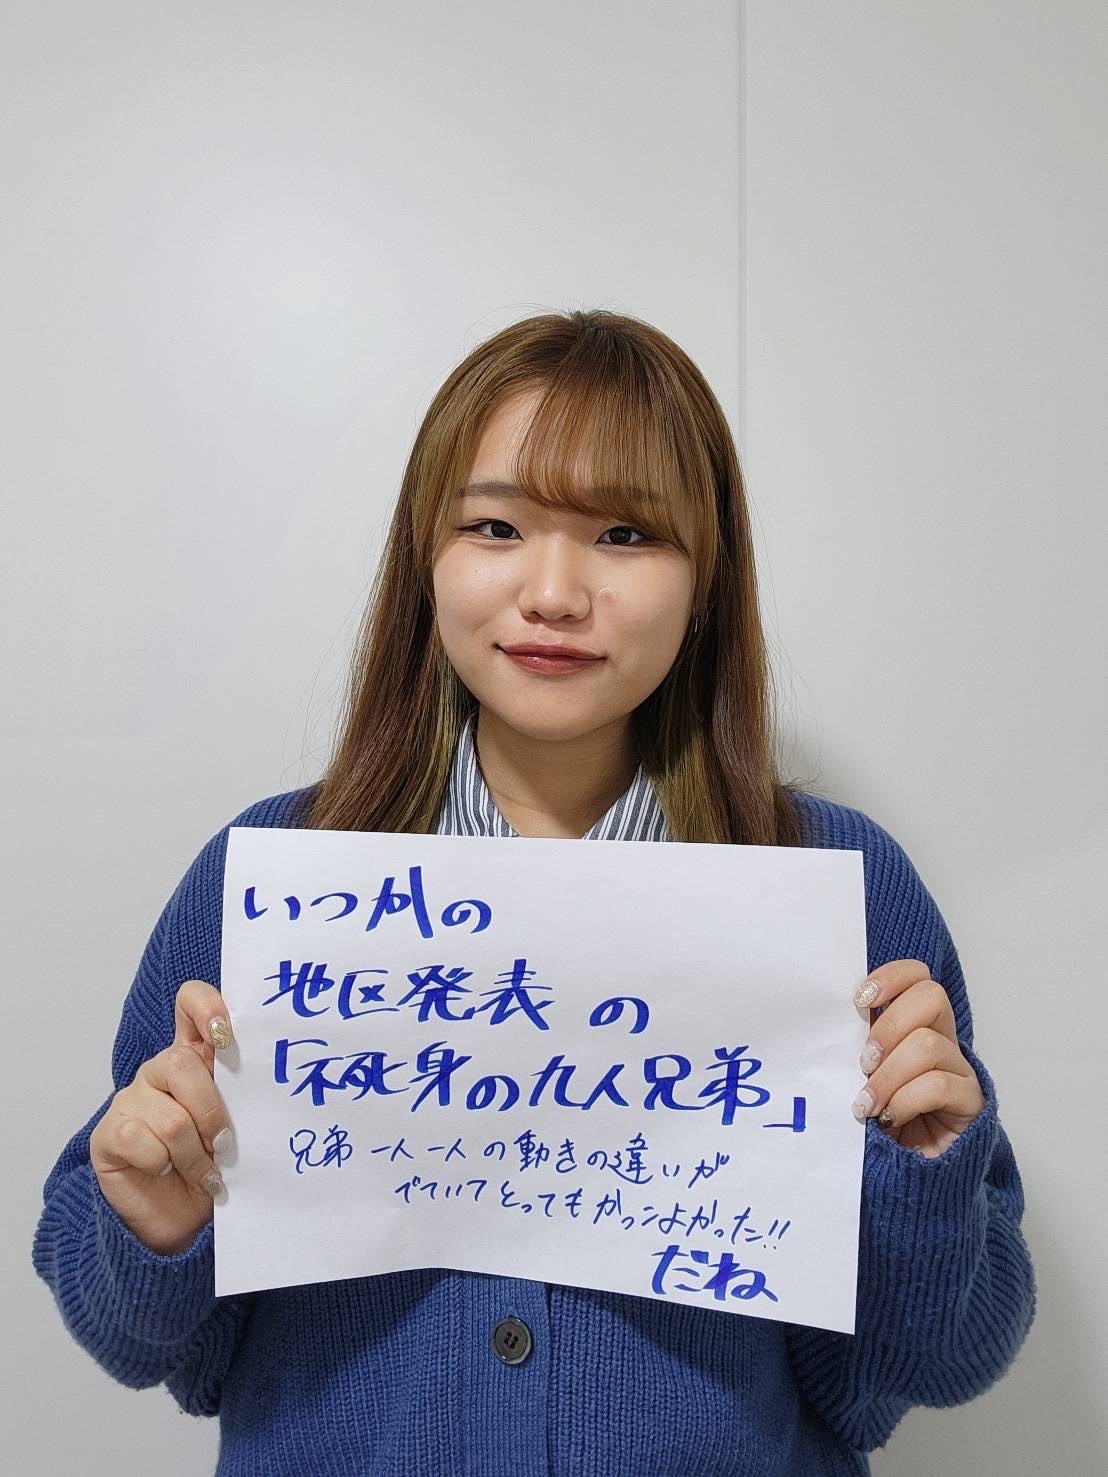 いつかの
地区発表の
「不死身の九人兄弟」
兄弟一人一人の動きの違いが
でていてとってもかっこよかった!!
だね